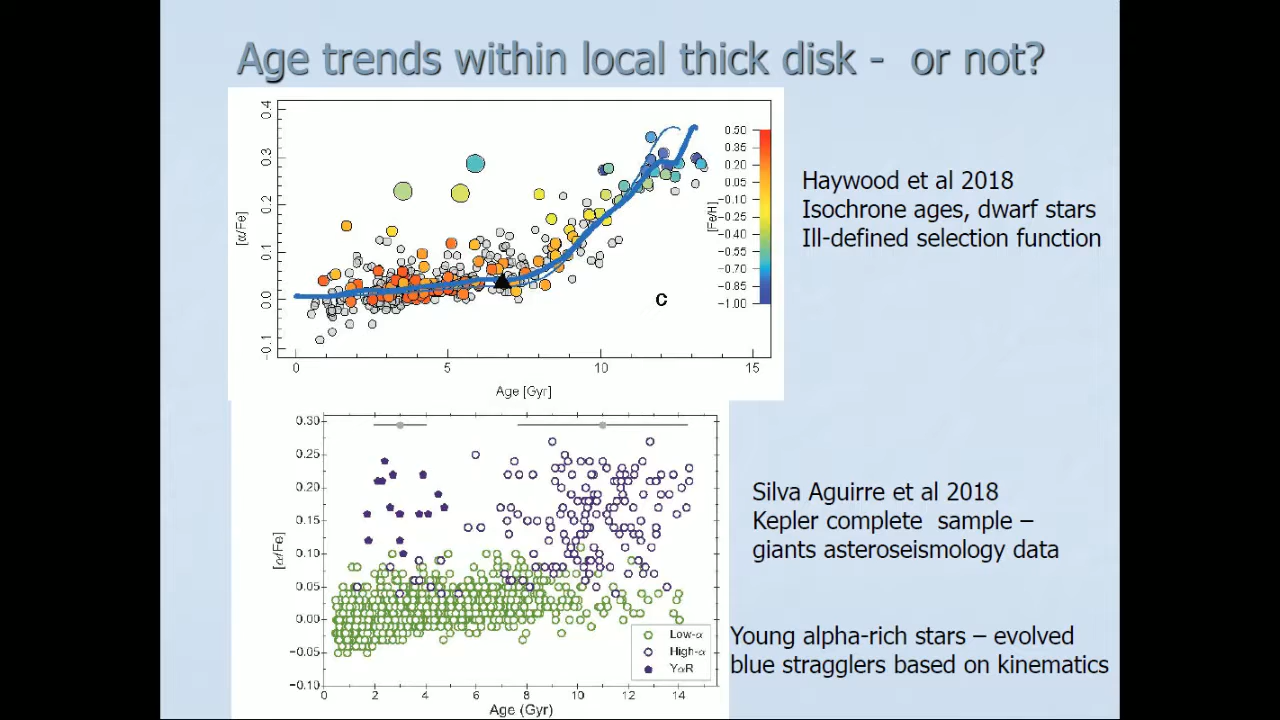 Age trends within local thick disk - or not?
0.4
0.3
0.2
0.1
0.0
−0.1
[α/Fe]
0
5
10
15
Age [Gyr]
c
0.50
0.35
0.20
0.05
−0.10
−0.25
−0.40
−0.55
−0.70
−0.85
−1.00
[Fe/H]
Haywood et al 2018
Isochrone ages, dwarf stars
Ill-defined selection function
0.30
0.25
0.20
0.15
0.10
0.05
0.00
−0.05
−0.10
[α/Fe]
0 2 4 6 8 10 12 14
Age (Gyr)
Low-α
High-α
YαR
Silva Aguirre et al 2018
Kepler complete sample –
giants asteroseismology data
Young alpha-rich stars – evolved
blue stragglers based on kinematics